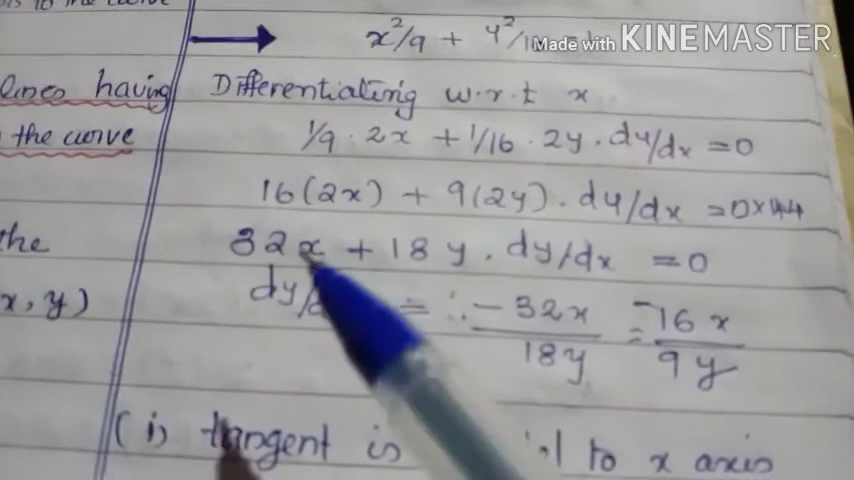 x²/9 + y²/16
Made with KINEMASTER
lines having
Differentiating w.r.t x
1/9 · 2x + 1/16 · 2y . dy/dx = 0
the curve
16(2x) + 9(2y) . dy/dx = 0×144
the
32x + 18y . dy/dx = 0
x, y)
dy/ = ∴ -32x/18y = -16x/9y
(i) tangent is to x axis